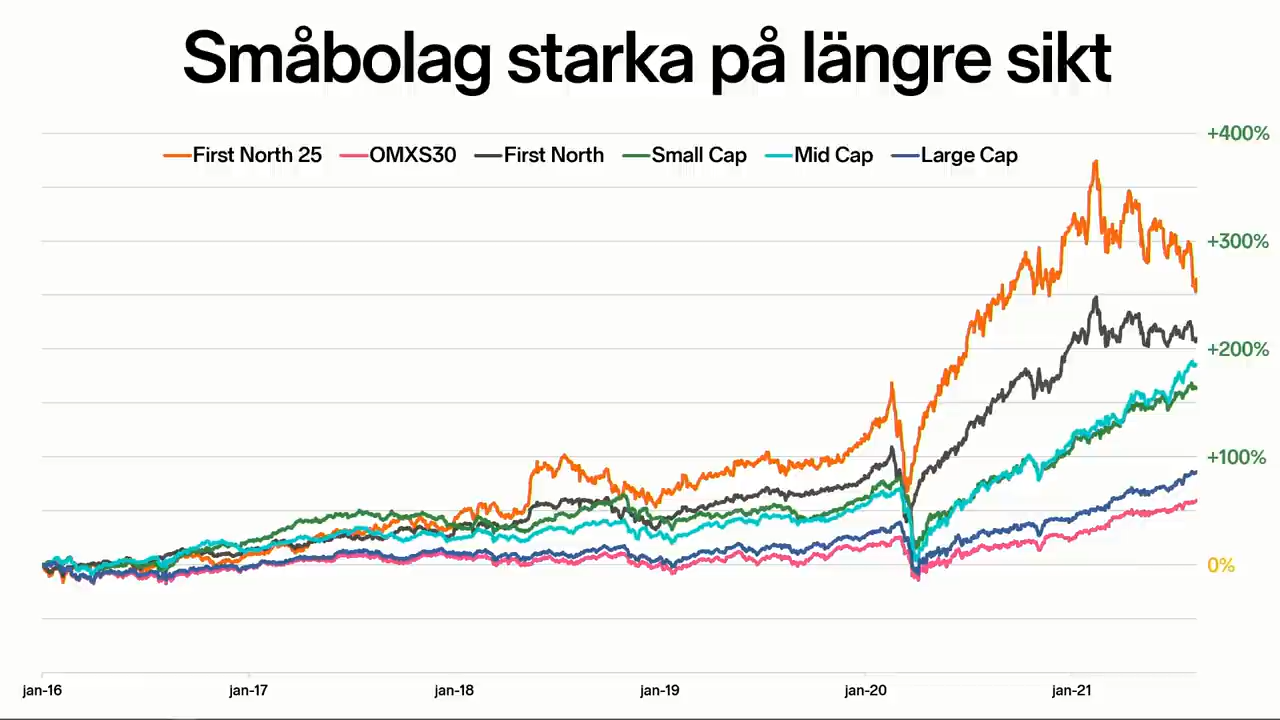 Småbolag starka på längre sikt
+400%
First North 25 OMXS30 First North Small Cap Mid Cap Large Cap
+300%
+200%
+100%
0%
jan-16 jan-17 jan-18 jan-19 jan-20 jan-21